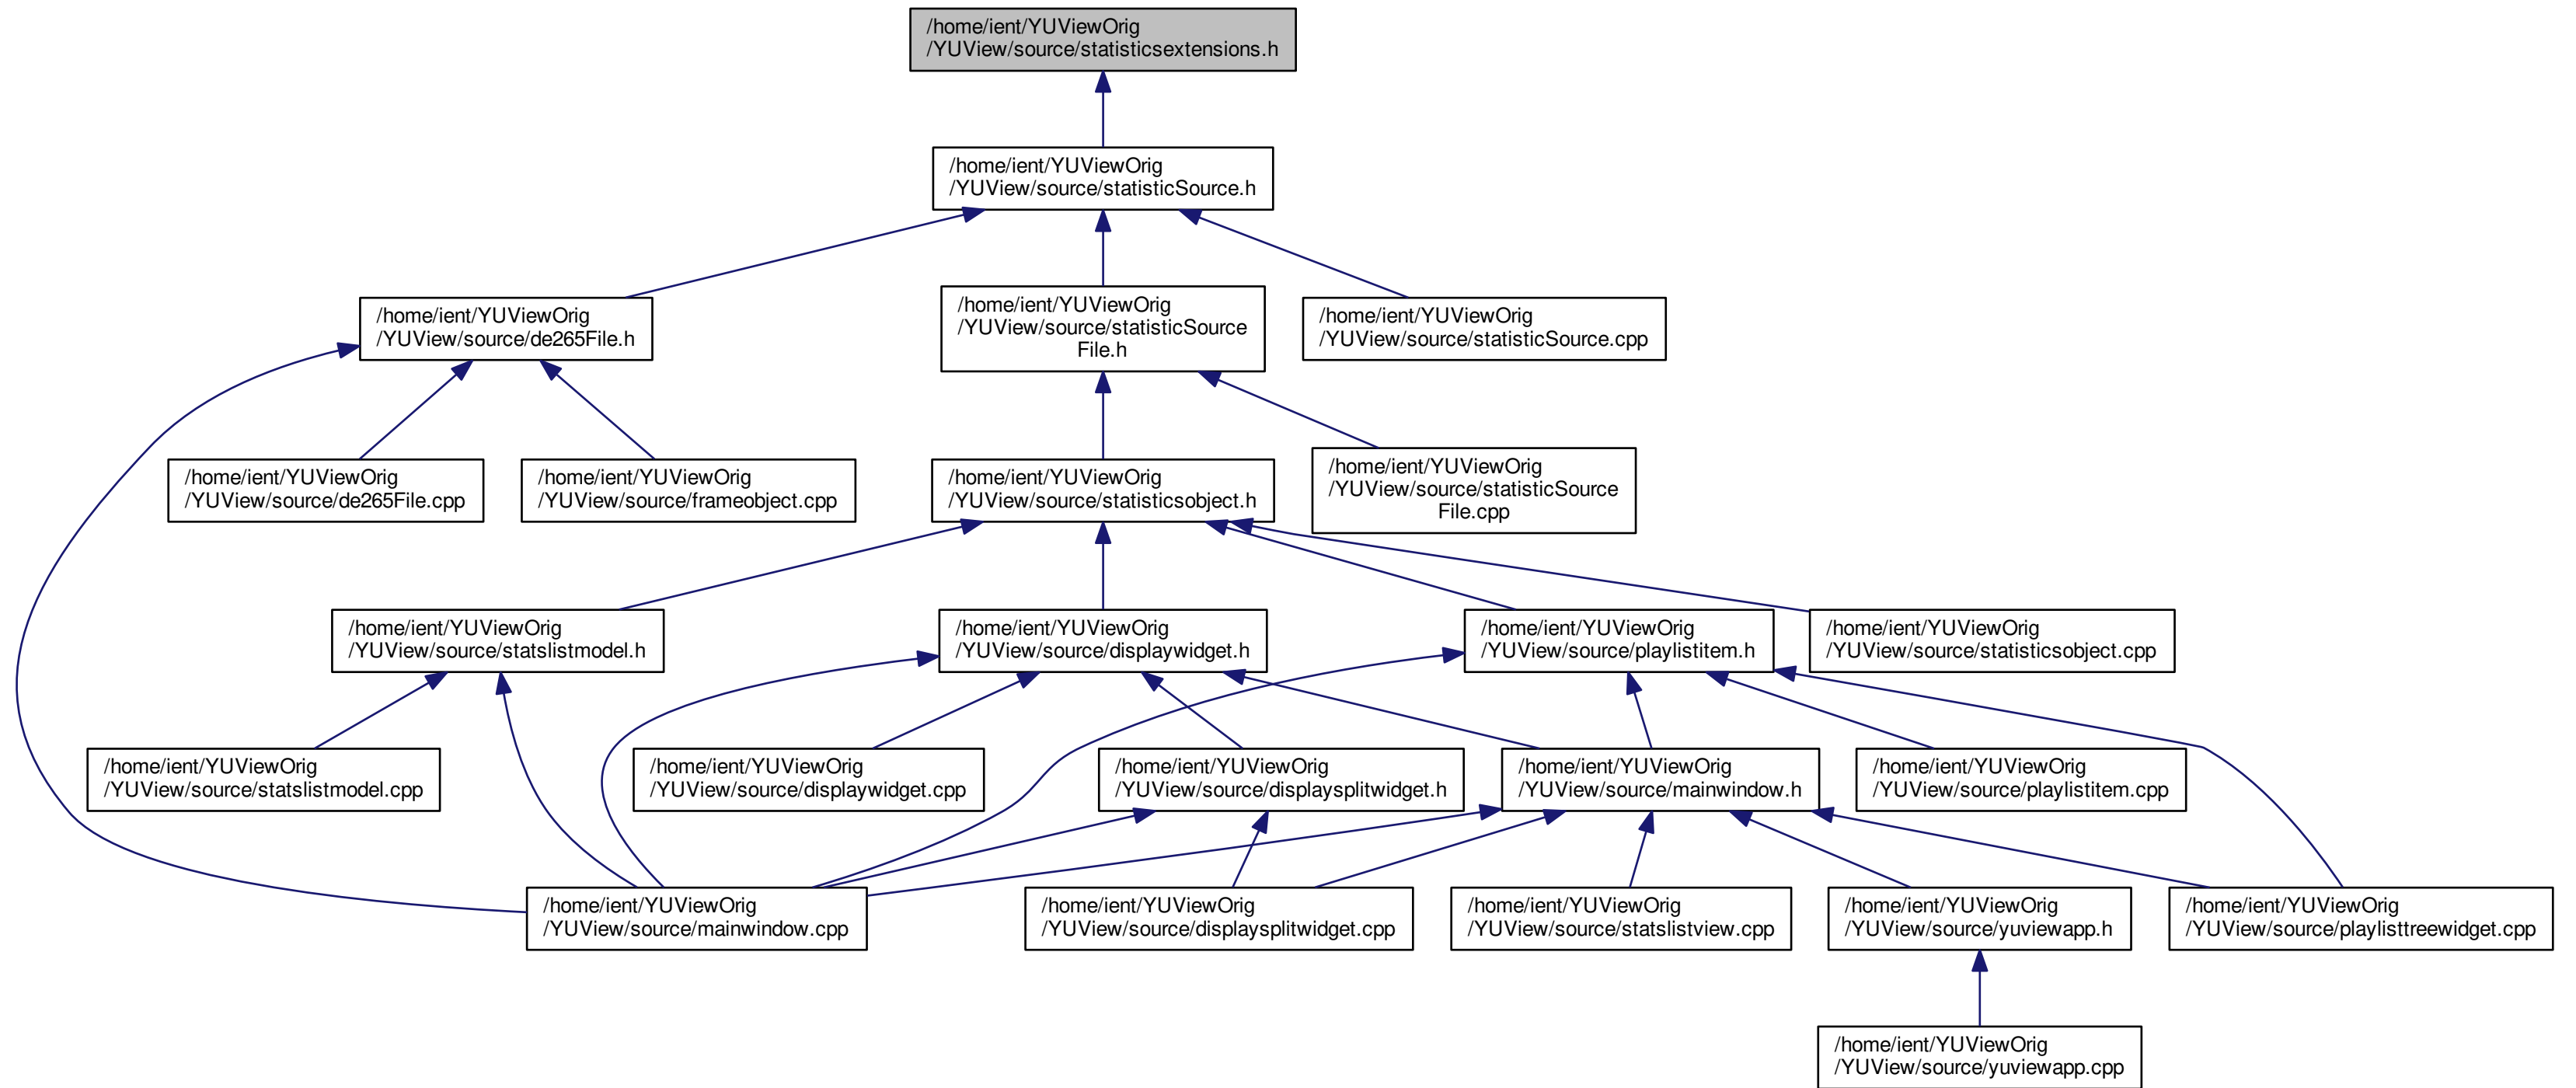 /home/ient/YUViewOrig
/YUView/source/statisticsextensions.h
/home/ient/YUViewOrig
/YUView/source/statisticSource.h
/home/ient/YUViewOrig
/YUView/source/de265File.h
/home/ient/YUViewOrig
/YUView/source/statisticSource
File.h
/home/ient/YUViewOrig
/YUView/source/statisticSource.cpp
/home/ient/YUViewOrig
/YUView/source/de265File.cpp
/home/ient/YUViewOrig
/YUView/source/frameobject.cpp
/home/ient/YUViewOrig
/YUView/source/statisticsobject.h
/home/ient/YUViewOrig
/YUView/source/statisticSource
File.cpp
/home/ient/YUViewOrig
/YUView/source/statslistmodel.h
/home/ient/YUViewOrig
/YUView/source/displaywidget.h
/home/ient/YUViewOrig
/YUView/source/playlistitem.h
/home/ient/YUViewOrig
/YUView/source/statisticsobject.cpp
/home/ient/YUViewOrig
/YUView/source/statslistmodel.cpp
/home/ient/YUViewOrig
/YUView/source/displaywidget.cpp
/home/ient/YUViewOrig
/YUView/source/displaysplitwidget.h
/home/ient/YUViewOrig
/YUView/source/mainwindow.h
/home/ient/YUViewOrig
/YUView/source/playlistitem.cpp
/home/ient/YUViewOrig
/YUView/source/mainwindow.cpp
/home/ient/YUViewOrig
/YUView/source/displaysplitwidget.cpp
/home/ient/YUViewOrig
/YUView/source/statslistview.cpp
/home/ient/YUViewOrig
/YUView/source/yuviewapp.h
/home/ient/YUViewOrig
/YUView/source/playlisttreewidget.cpp
/home/ient/YUViewOrig
/YUView/source/yuviewapp.cpp